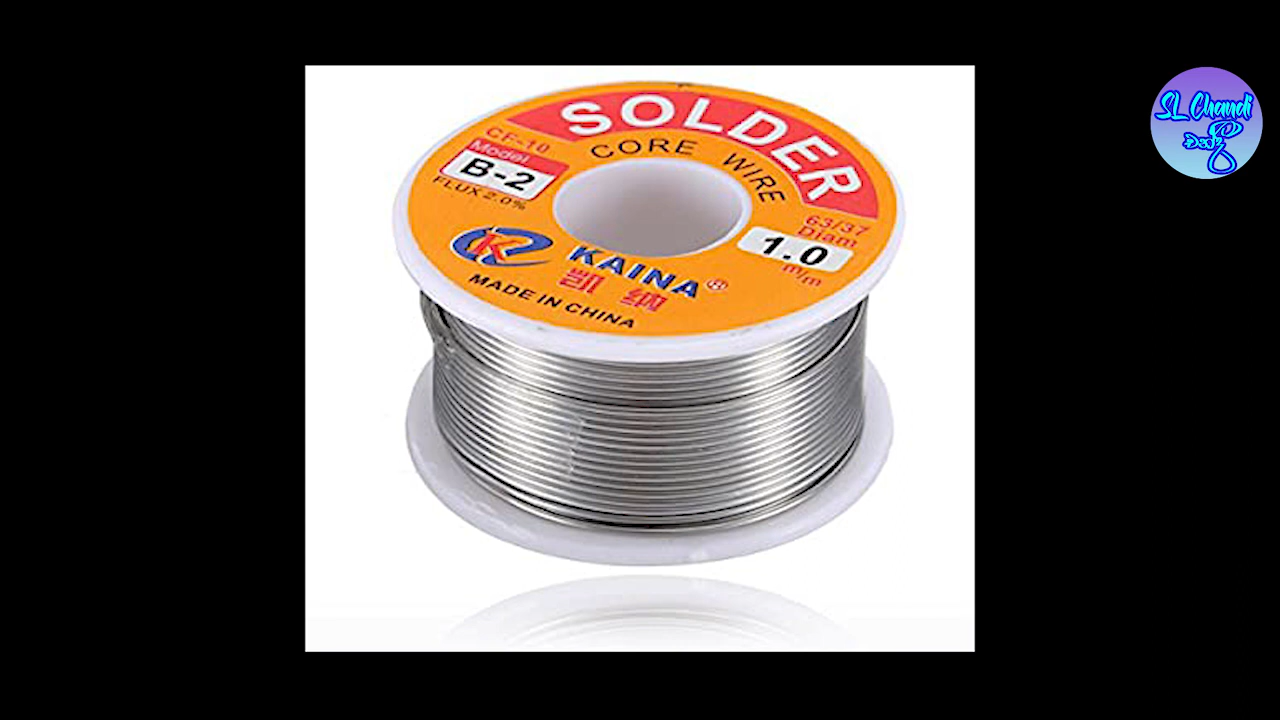 SOLDER
CORE WIRE
CF-10
Model
B-2
FLUX 2.0%
63/37
Diam
1.0
m/m
KAINA®
凯 纳
MADE IN CHINA
SL Chandi